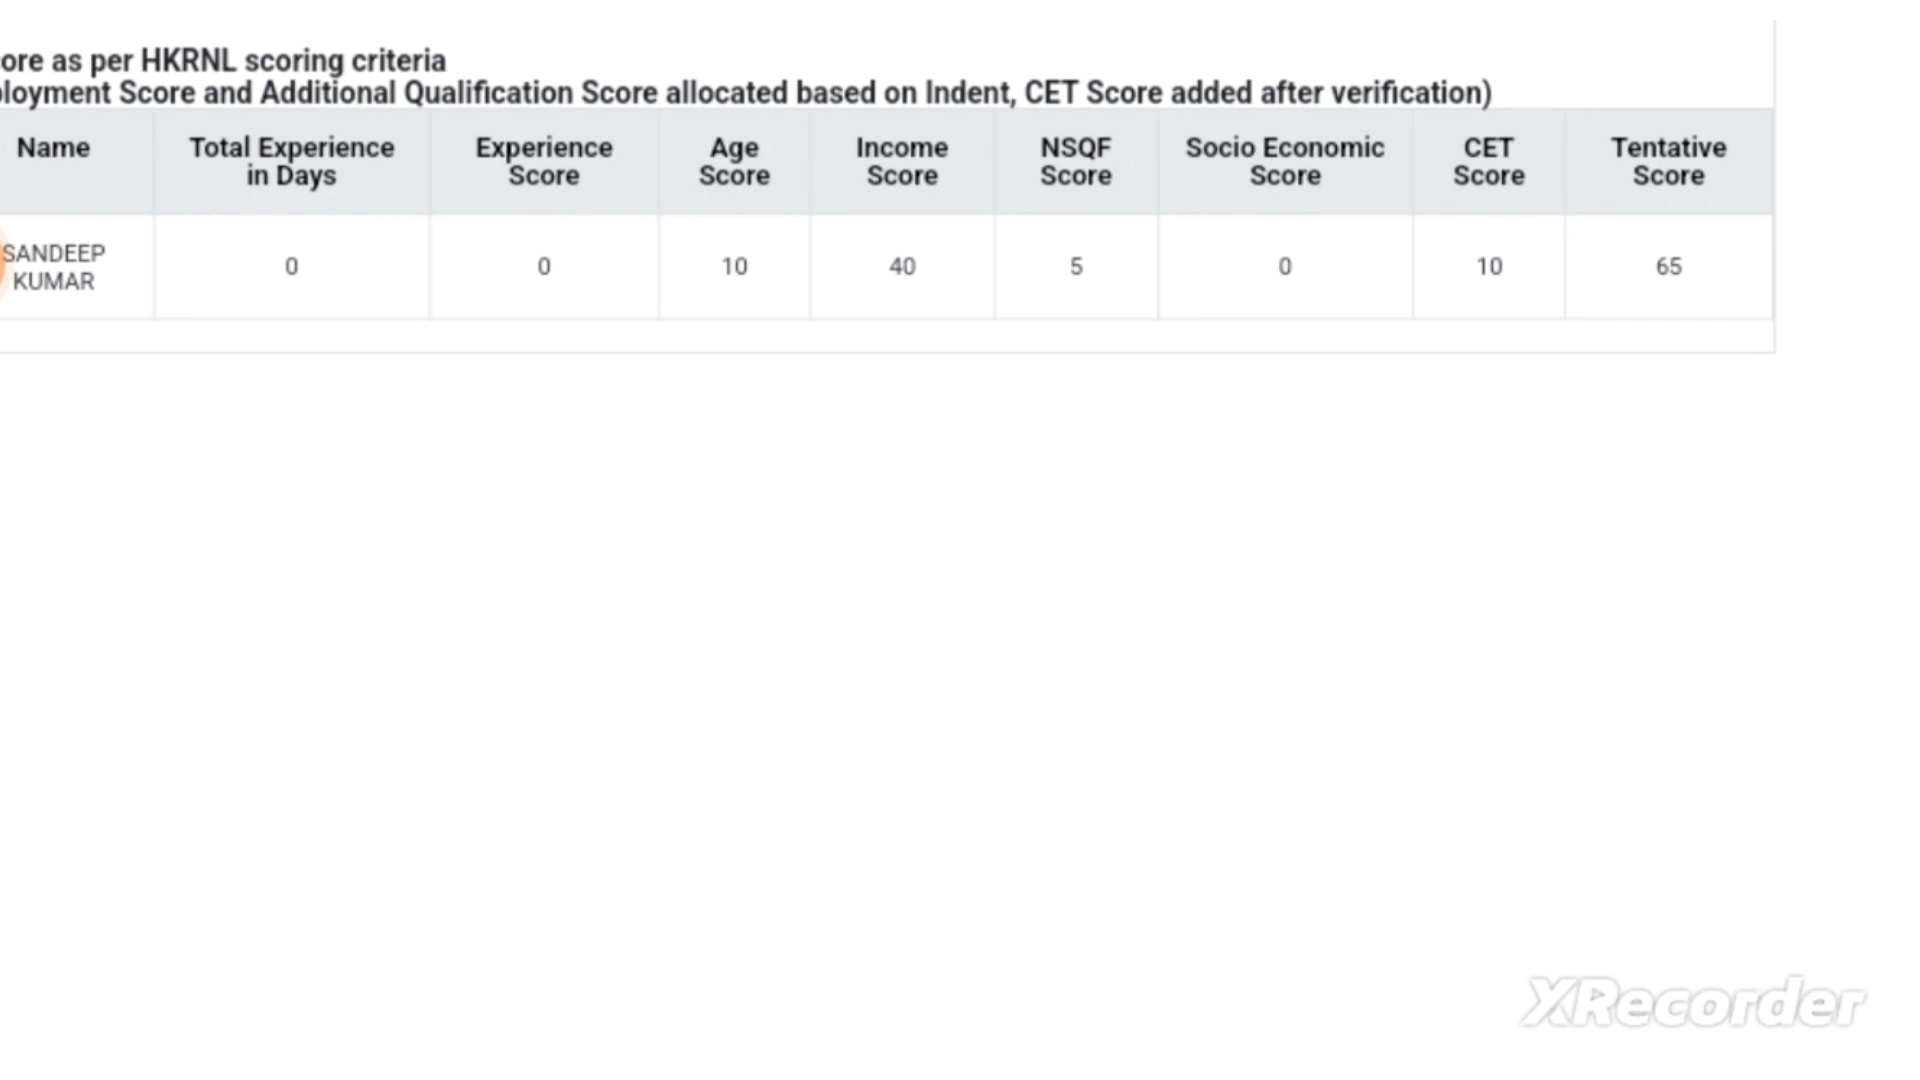 ore as per HKRNL scoring criteria
loyment Score and Additional Qualification Score allocated based on Indent, CET Score added after verification)
Name Total Experience in Days Experience Score Age Score Income Score NSQF Score Socio Economic Score CET Score Tentative Score
SANDEEP KUMAR 0 0 10 40 5 0 10 65
XRecorder